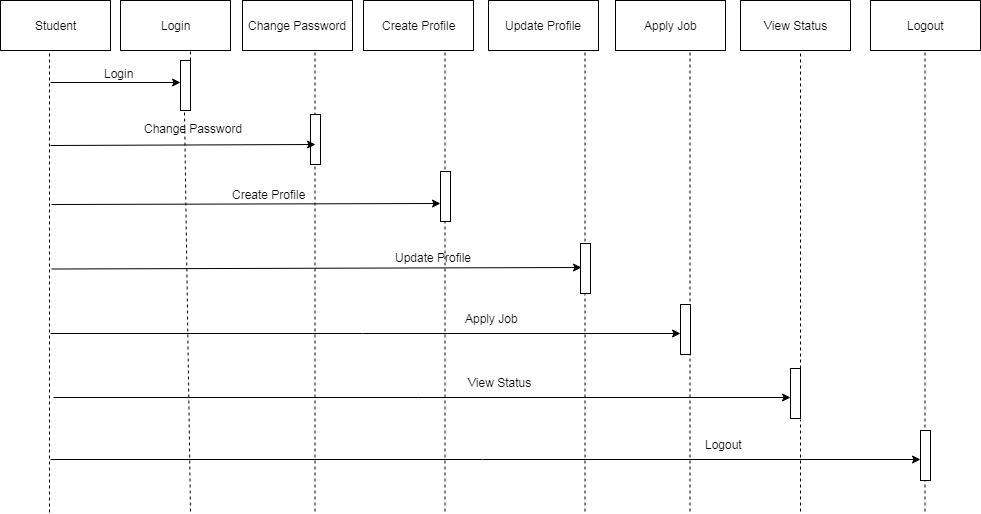 Student
Login
Change Password
Create Profile
Update Profile
Apply Job
View Status
Logout
Login
Change Password
Create Profile
Update Profile
Apply Job
View Status
Logout